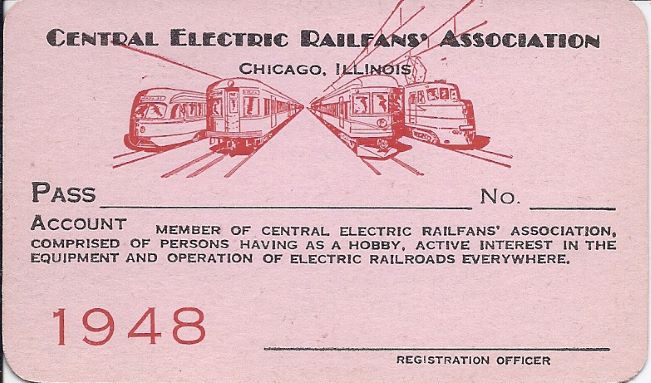 CENTRAL ELECTRIC RAILFANS' ASSOCIATION
CHICAGO, ILLINOIS
PASS No.
ACCOUNT MEMBER OF CENTRAL ELECTRIC RAILFANS' ASSOCIATION,
COMPRISED OF PERSONS HAVING AS A HOBBY, ACTIVE INTEREST IN THE
EQUIPMENT AND OPERATION OF ELECTRIC RAILROADS EVERYWHERE.
1948
REGISTRATION OFFICER